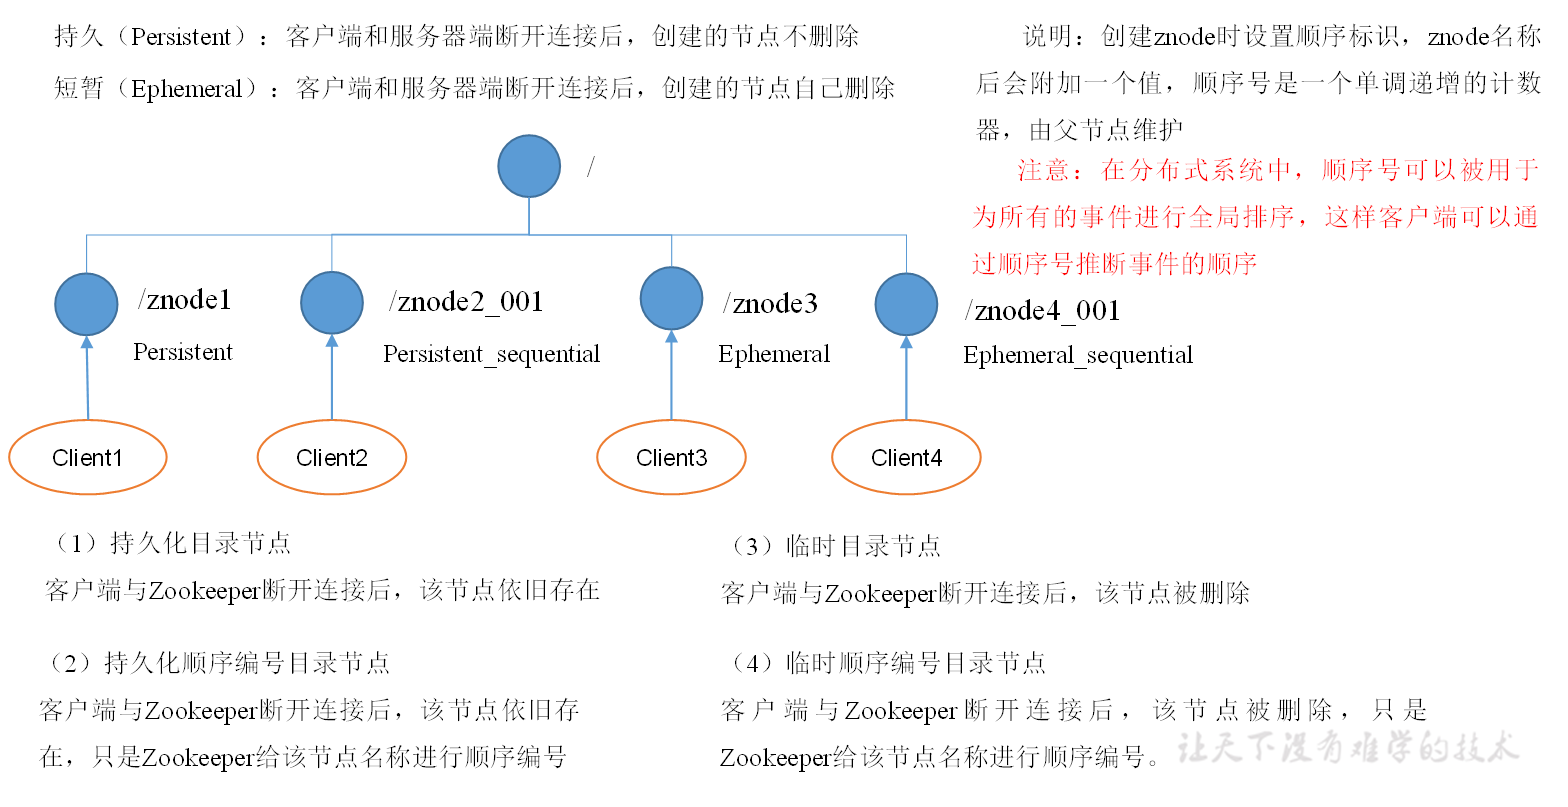 持久（Persistent）：客户端和服务器端断开连接后，创建的节点不删除
短暂（Ephemeral）：客户端和服务器端断开连接后，创建的节点自己删除
说明：创建znode时设置顺序标识，znode名称
后会附加一个值，顺序号是一个单调递增的计数
器，由父节点维护
注意：在分布式系统中，顺序号可以被用于
为所有的事件进行全局排序，这样客户端可以通
过顺序号推断事件的顺序
/
/znode1
Persistent
/znode2_001
Persistent_sequential
/znode3
Ephemeral
/znode4_001
Ephemeral_sequential
Client1
Client2
Client3
Client4
（1）持久化目录节点
客户端与Zookeeper断开连接后，该节点依旧存在
（2）持久化顺序编号目录节点
客户端与Zookeeper断开连接后，该节点依旧存
在，只是Zookeeper给该节点名称进行顺序编号
（3）临时目录节点
客户端与Zookeeper断开连接后，该节点被删除
（4）临时顺序编号目录节点
客户端与Zookeeper断开连接后，该节点被删除，只是
Zookeeper给该节点名称进行顺序编号。
让天下没有难学的技术